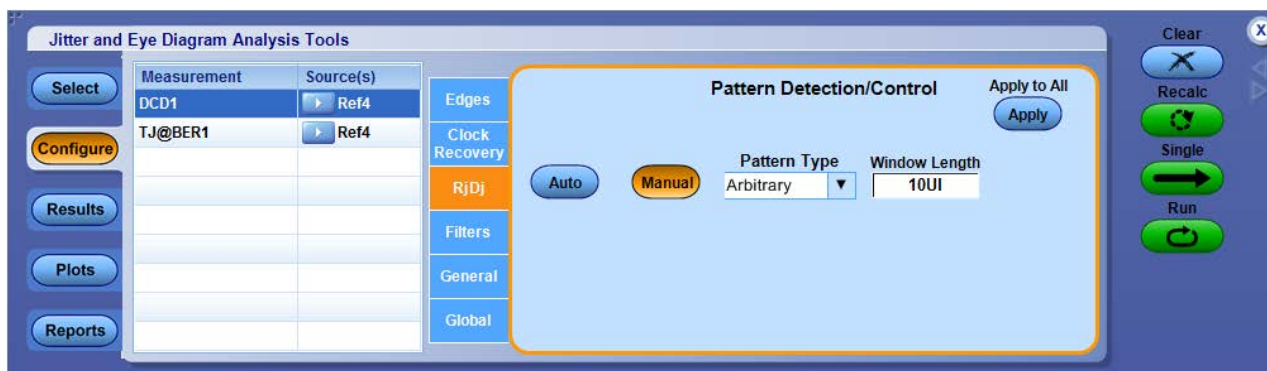 Jitter and Eye Diagram Analysis Tools
Select
Configure
Results
Plots
Reports
Measurement Source(s)
DCD1 Ref4
TJ@BER1 Ref4
Edges
Clock
Recovery
RjDj
Filters
General
Global
Pattern Detection/Control
Apply to All
Apply
Auto
Manual
Pattern Type
Arbitrary
Window Length
10UI
Clear
Recalc
Single
Run
X